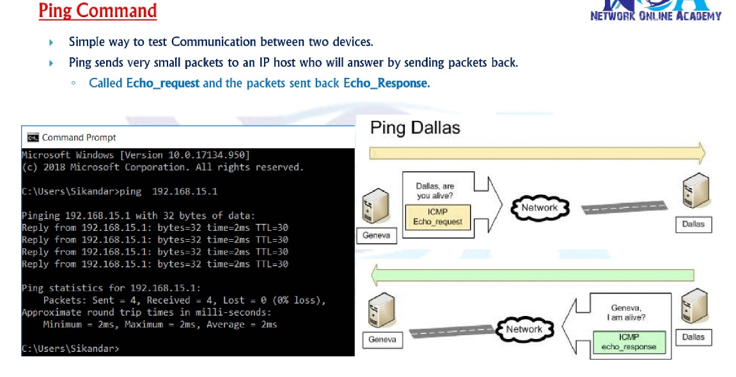 Ping Command
NETWORK ONLINE ACADEMY
Simple way to test Communication between two devices.
Ping sends very small packets to an IP host who will answer by sending packets back.
Called Echo_request and the packets sent back Echo_Response.
Command Prompt
Microsoft Windows [Version 10.0.17134.950]
(c) 2018 Microsoft Corporation. All rights reserved.
C:\Users\Sikandar>ping 192.168.15.1
Pinging 192.168.15.1 with 32 bytes of data:
Reply from 192.168.15.1: bytes=32 time=2ms TTL=30
Reply from 192.168.15.1: bytes=32 time=2ms TTL=30
Reply from 192.168.15.1: bytes=32 time=2ms TTL=30
Reply from 192.168.15.1: bytes=32 time=2ms TTL=30
Ping statistics for 192.168.15.1:
Packets: Sent = 4, Received = 4, Lost = 0 (0% loss),
Approximate round trip times in milli-seconds:
Minimum = 2ms, Maximum = 2ms, Average = 2ms
C:\Users\Sikandar>
Ping Dallas
Dallas, are
you alive?
ICMP
Echo_request
Network
Geneva
Dallas
Geneva,
I am alive?
ICMP
echo_response
Network
Geneva
Dallas